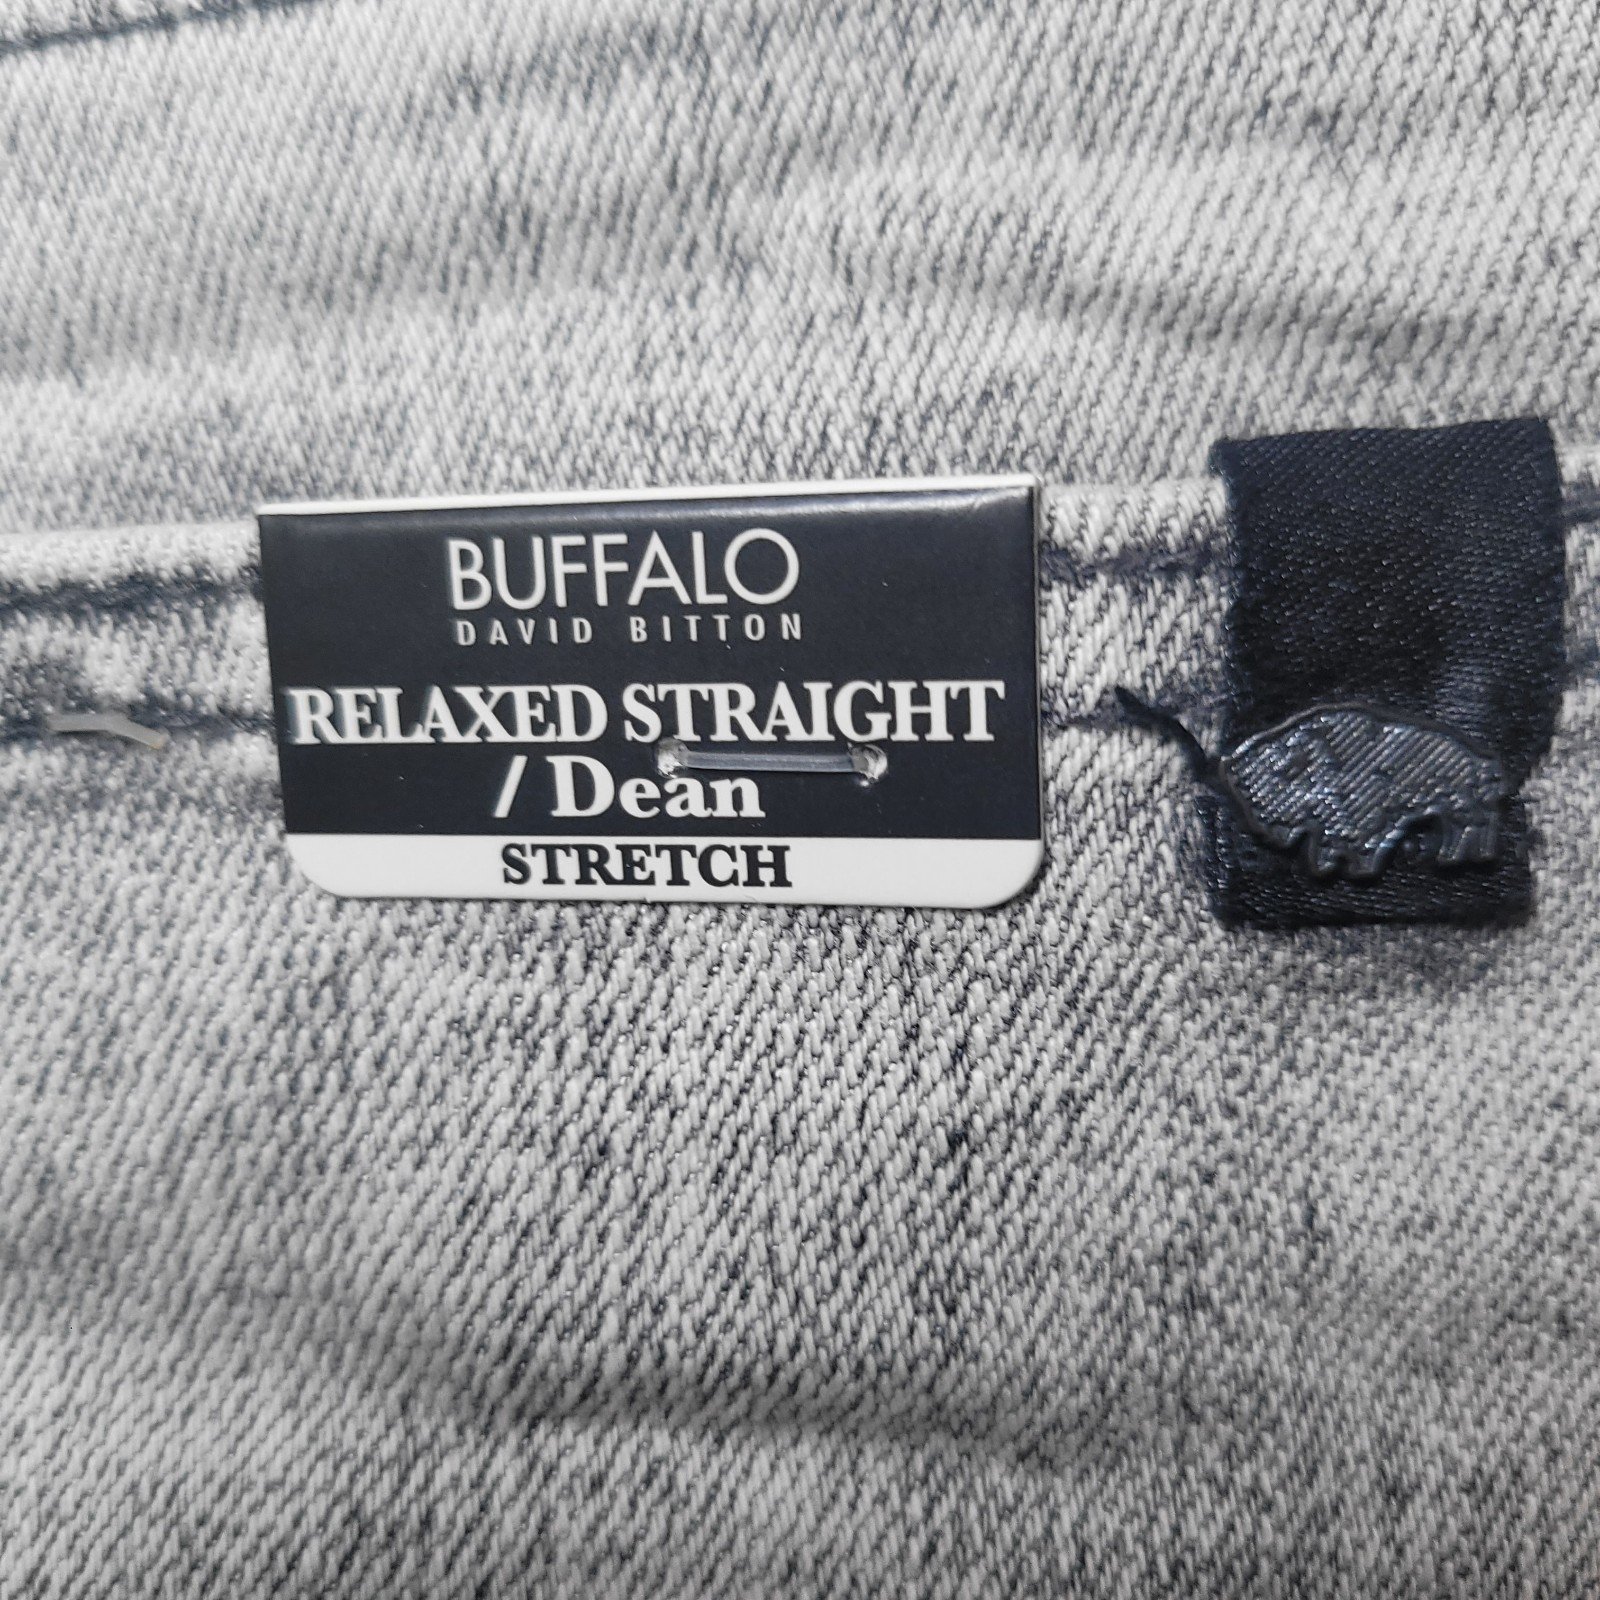 BUFFALO
DAVID BITTON
RELAXED STRAIGHT
/ Dean
STRETCH